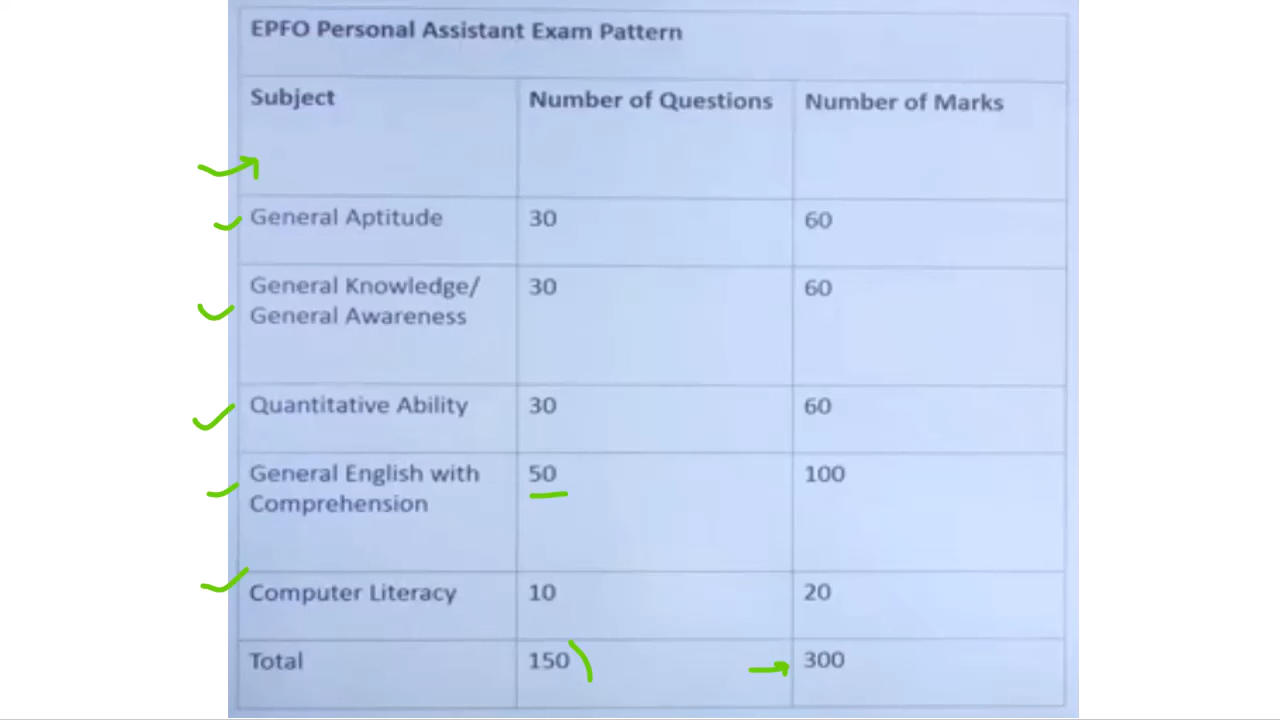 EPFO Personal Assistant Exam Pattern
Subject Number of Questions Number of Marks
General Aptitude 30 60
General Knowledge/ 30 60
General Awareness
Quantitative Ability 30 60
General English with 50 100
Comprehension
Computer Literacy 10 20
Total 150 300